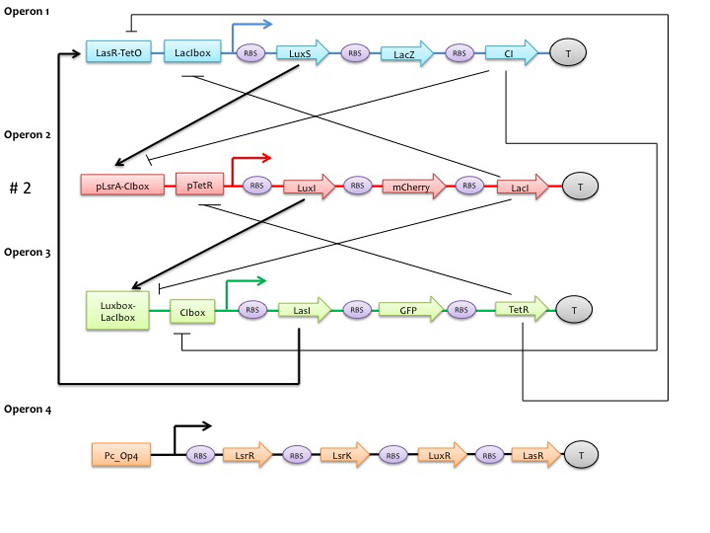 Operon 1
LasR-TetO LacIbox RBS LuxS RBS LacZ RBS CI T
Operon 2
# 2
pLsrA-CIbox pTetR RBS LuxI RBS mCherry RBS LacI T
Operon 3
Luxbox-
LacIbox
CIbox RBS LasI RBS GFP RBS TetR T
Operon 4
Pc_Op4 RBS LsrR RBS LsrK RBS LuxR RBS LasR T